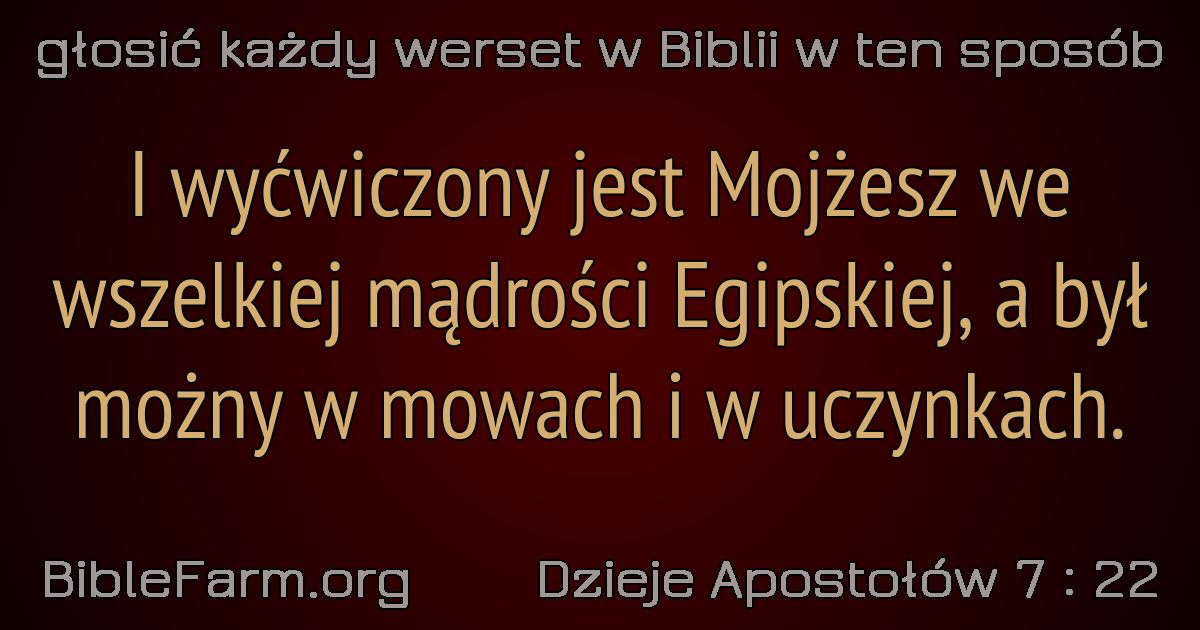 głosić każdy werset w Biblii w ten sposób
I wyćwiczony jest Mojżesz we
wszelkiej mądrości Egipskiej, a był
możny w mowach i w uczynkach.
BibleFarm.org
Dzieje Apostołów 7 : 22